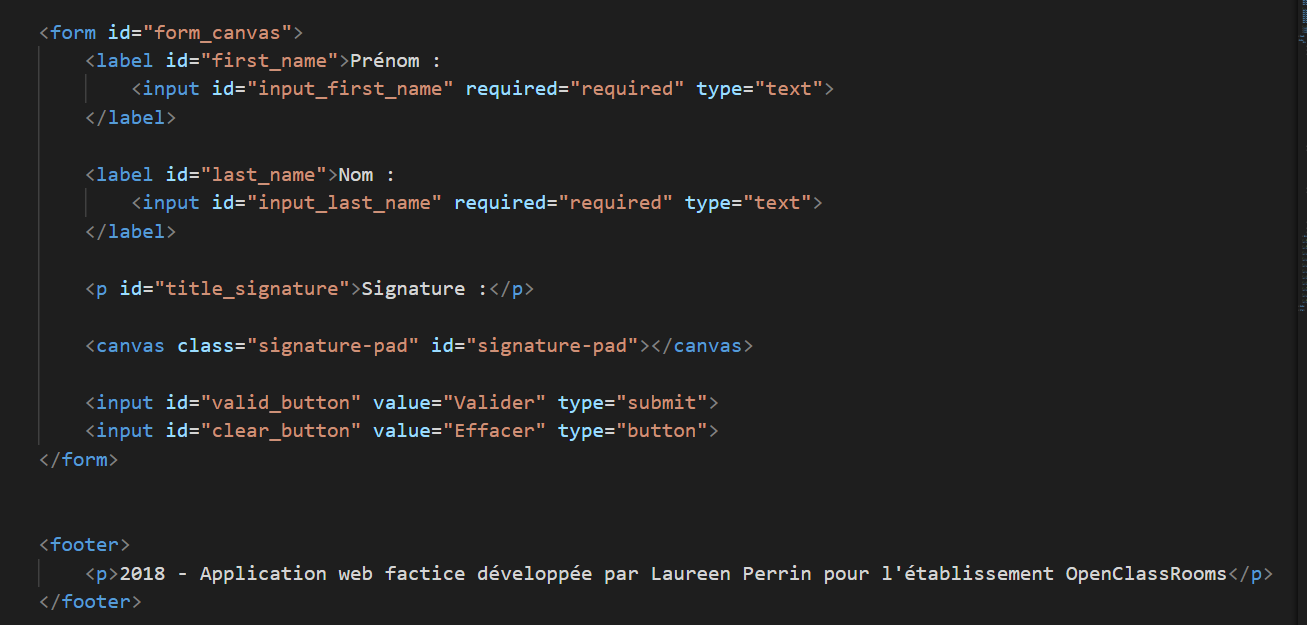 <form id="form_canvas">
<label id="first_name">Prénom :
<input id="input_first_name" required="required" type="text">
</label>
<label id="last_name">Nom :
<input id="input_last_name" required="required" type="text">
</label>
<p id="title_signature">Signature :</p>
<canvas class="signature-pad" id="signature-pad"></canvas>
<input id="valid_button" value="Valider" type="submit">
<input id="clear_button" value="Effacer" type="button">
</form>
<footer>
<p>2018 - Application web factice développée par Laureen Perrin pour l'établissement OpenClassRooms</p>
</footer>